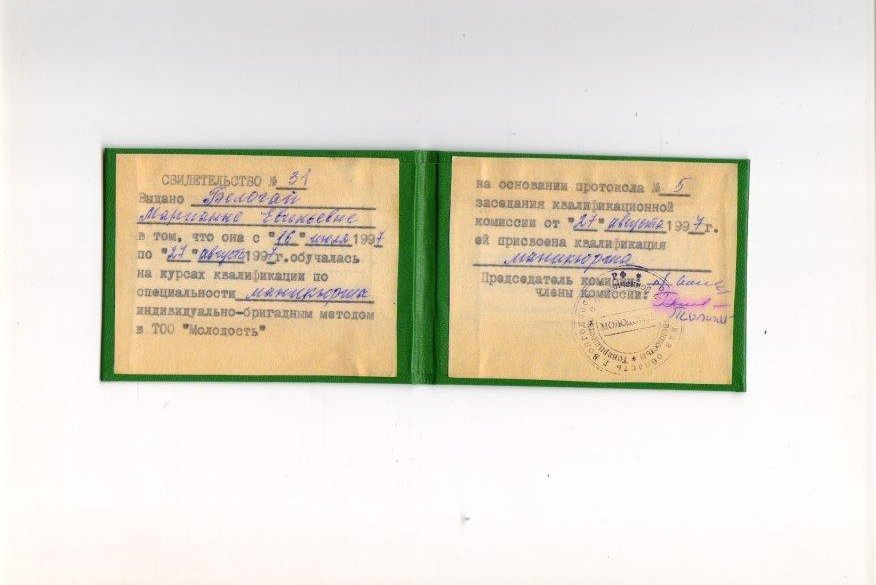 СВИДЕТЕЛЬСТВО № 31
Выдано Белогай
Марианне Евгеньевне
в том, что она с "16" июля 1997
по "27" августа 1997г. обучалась
на курсах квалификации по
специальности маникюрша
индивидуально-бригадным методом
в ТОО "Молодость"
на основании протокола № 5
заседания квалификационной
комиссии от "27" августа 1997г.
ей присвоена квалификация
маникюрша
Председатель комиссии
члены комиссии: